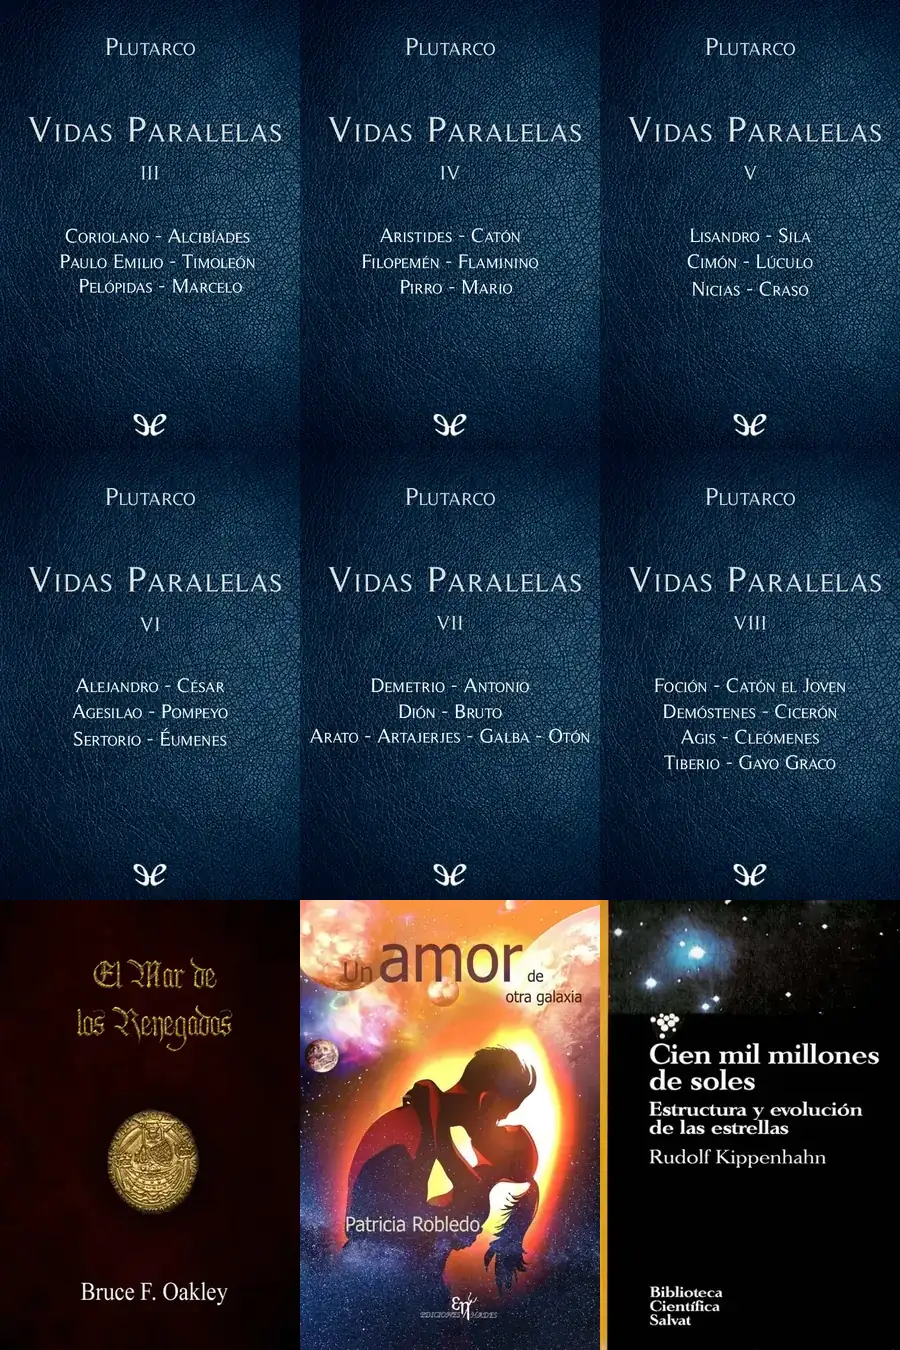 Plutarco
Vidas Paralelas
III
Coriolano - Alcibíades
Paulo Emilio - Timoleón
Pelópidas - Marcelo
Plutarco
Vidas Paralelas
IV
Aristides - Catón
Filopemén - Flaminino
Pirro - Mario
Plutarco
Vidas Paralelas
V
Lisandro - Sila
Cimón - Lúculo
Nicias - Craso
Plutarco
Vidas Paralelas
VI
Alejandro - César
Agesilao - Pompeyo
Sertorio - Éumenes
Plutarco
Vidas Paralelas
VII
Demetrio - Antonio
Dión - Bruto
Arato - Artajerjes - Galba - Otón
Plutarco
Vidas Paralelas
VIII
Foción - Catón el Joven
Demóstenes - Cicerón
Agis - Cleómenes
Tiberio - Gayo Graco
El Mar de
los Renegados
Bruce F. Oakley
Un amor de
otra galaxia
Patricia Robledo
Cien mil millones
de soles
Estructura y evolución
de las estrellas
Rudolf Kippenhahn
Biblioteca
Científica
Salvat